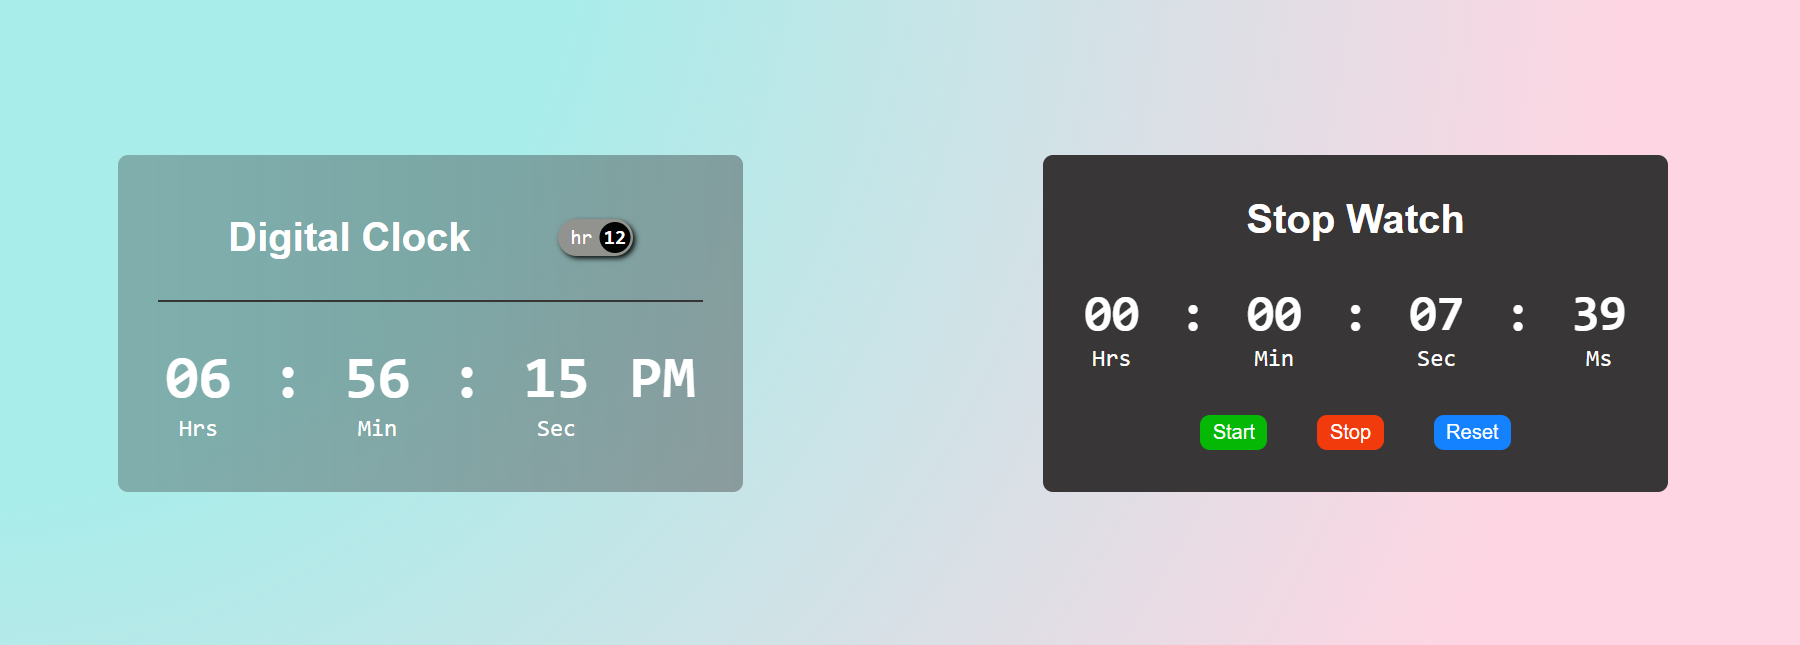 Digital Clock hr 12
06 : 56 : 15 PM
Hrs Min Sec
Stop Watch
00 : 00 : 07 : 39
Hrs Min Sec Ms
Start Stop Reset